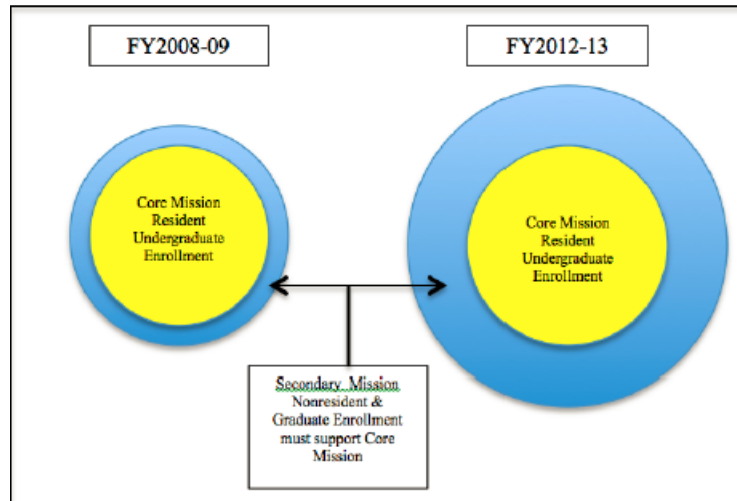 FY2008-09
FY2012-13
Core Mission
Resident
Undergraduate
Enrollment
Core Mission
Resident
Undergraduate
Enrollment
Secondary Mission
Nonresident &
Graduate Enrollment
must support Core
Mission